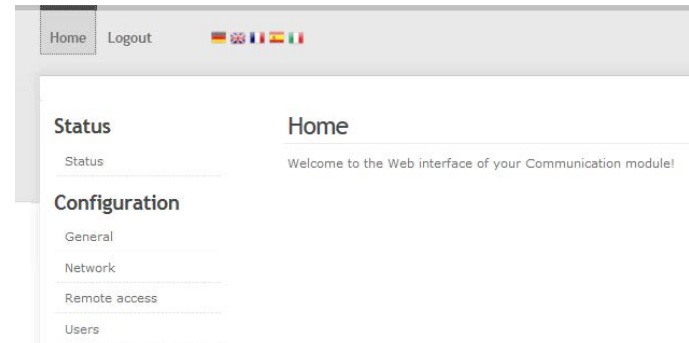 Home Logout
Status
Home
Status
Welcome to the Web interface of your Communication module!
Configuration
General
Network
Remote access
Users